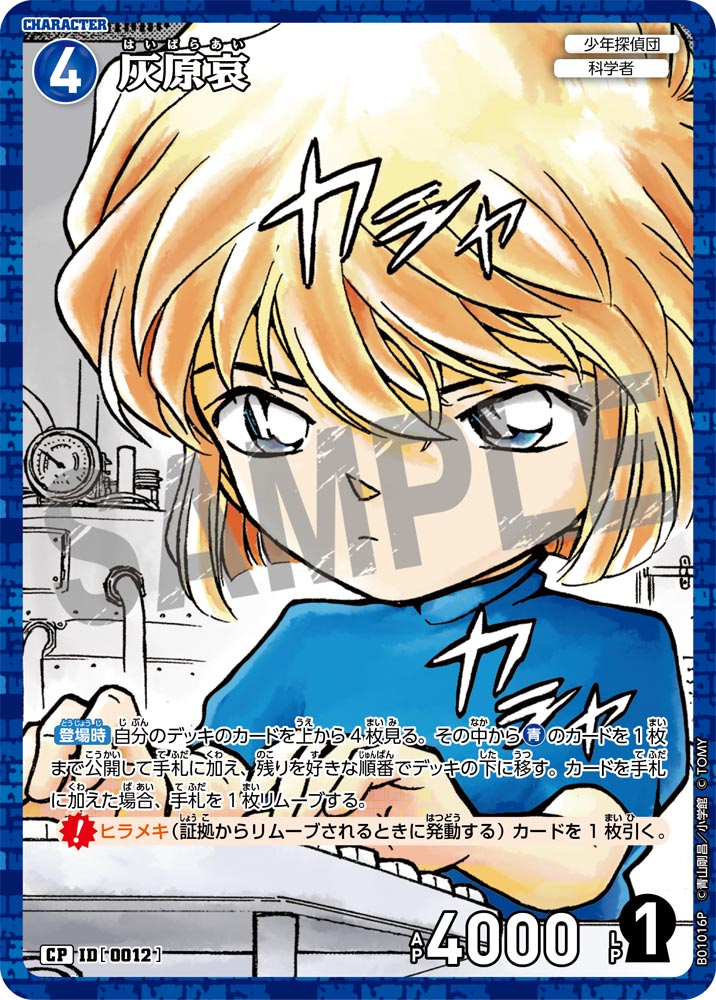 CHARACTER
4
はいばらあい
灰原哀
少年探偵団
科学者
カシャ
SAMPLE
カシャ
登場時 自分のデッキのカードを上から4枚見る。その中から青のカードを1枚
まで公開して手札に加え、残りを好きな順番でデッキの下に移す。カードを手札
に加えた場合、手札を1枚リムーブする。
ヒラメキ(証拠からリムーブされるときに発動する) カードを1枚引く。
AP 4000
LP 1
CP ID[0012]
B01016P ©青山剛昌/小学館 ©TOMY